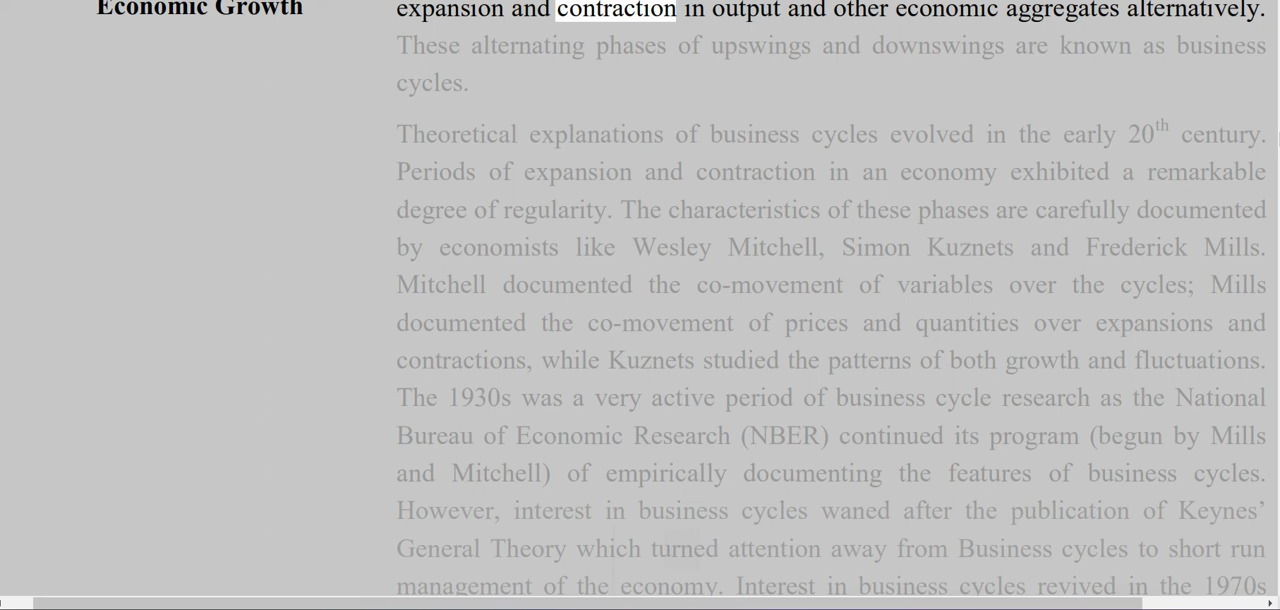 Economic Growth
expansion and contraction in output and other economic aggregates alternatively.
These alternating phases of upswings and downswings are known as business
cycles.
Theoretical explanations of business cycles evolved in the early 20th century.
Periods of expansion and contraction in an economy exhibited a remarkable
degree of regularity. The characteristics of these phases are carefully documented
by economists like Wesley Mitchell, Simon Kuznets and Frederick Mills.
Mitchell documented the co-movement of variables over the cycles; Mills
documented the co-movement of prices and quantities over expansions and
contractions, while Kuznets studied the patterns of both growth and fluctuations.
The 1930s was a very active period of business cycle research as the National
Bureau of Economic Research (NBER) continued its program (begun by Mills
and Mitchell) of empirically documenting the features of business cycles.
However, interest in business cycles waned after the publication of Keynes’
General Theory which turned attention away from Business cycles to short run
management of the economy. Interest in business cycles revived in the 1970s